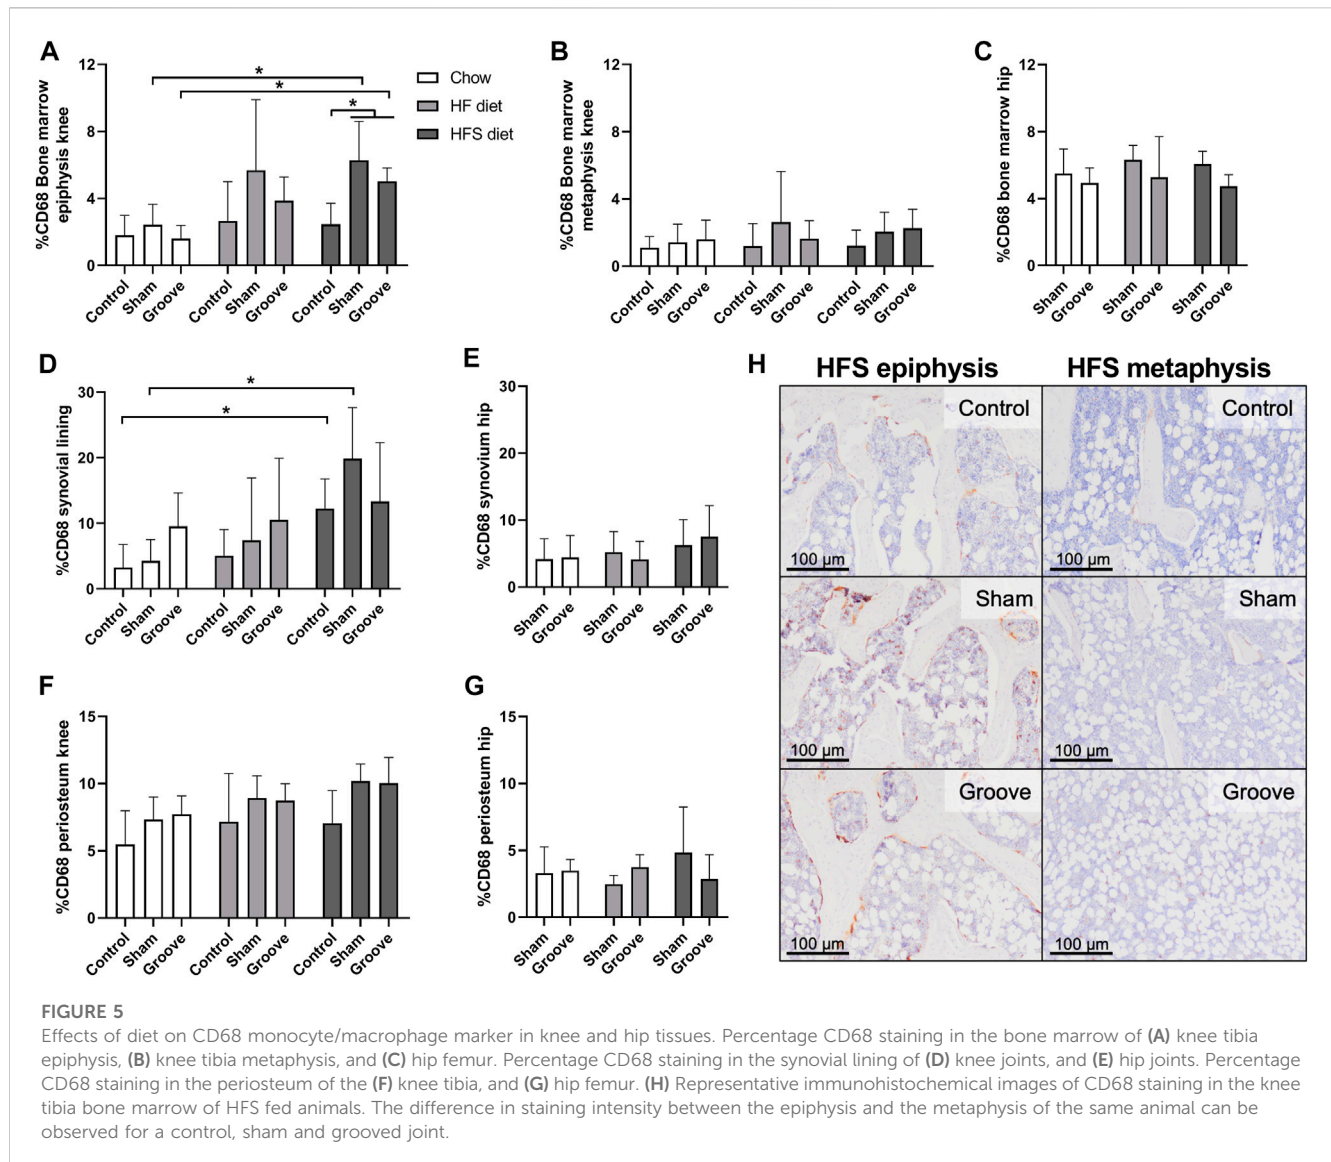 A
%CD68 Bone marrow
epiphysis knee
12
8
4
0
*
*
*
Control
Sham
Groove
Control
Sham
Groove
Control
Sham
Groove
Chow
HF diet
HFS diet
B
%CD68 Bone marrow
metaphysis knee
12
8
4
0
Control
Sham
Groove
Control
Sham
Groove
Control
Sham
Groove
C
%CD68 bone marrow hip
12
8
4
0
Sham
Groove
Sham
Groove
Sham
Groove
D
%CD68 synovial lining
30
20
10
0
*
*
Control
Sham
Groove
Control
Sham
Groove
Control
Sham
Groove
E
%CD68 synovium hip
30
20
10
0
Sham
Groove
Sham
Groove
Sham
Groove
F
%CD68 periosteum knee
15
10
5
0
Control
Sham
Groove
Control
Sham
Groove
Control
Sham
Groove
G
%CD68 periosteum hip
15
10
5
0
Sham
Groove
Sham
Groove
Sham
Groove
H
HFS epiphysis HFS metaphysis
Control
100 µm
Control
100 µm
Sham
100 µm
Sham
100 µm
Groove
100 µm
Groove
100 µm
FIGURE 5
Effects of diet on CD68 monocyte/macrophage marker in knee and hip tissues. Percentage CD68 staining in the bone marrow of (A) knee tibia
epiphysis, (B) knee tibia metaphysis, and (C) hip femur. Percentage CD68 staining in the synovial lining of (D) knee joints, and (E) hip joints. Percentage
CD68 staining in the periosteum of the (F) knee tibia, and (G) hip femur. (H) Representative immunohistochemical images of CD68 staining in the knee
tibia bone marrow of HFS fed animals. The difference in staining intensity between the epiphysis and the metaphysis of the same animal can be
observed for a control, sham and grooved joint.